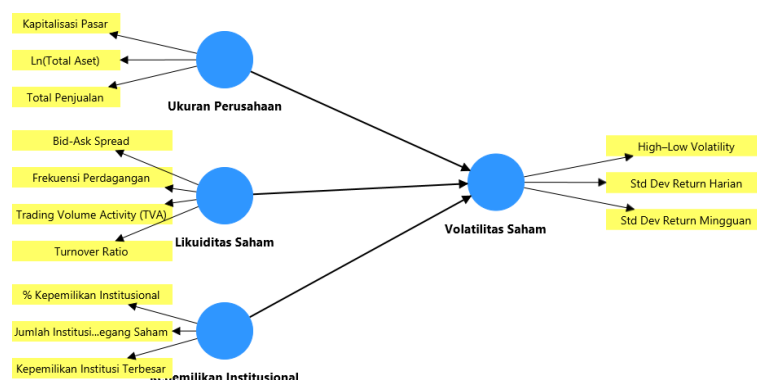 Kapitalisasi Pasar
Ln(Total Aset)
Total Penjualan
Ukuran Perusahaan
Bid-Ask Spread
Frekuensi Perdagangan
Trading Volume Activity (TVA)
Turnover Ratio
Likuiditas Saham
% Kepemilikan Institusional
Jumlah Institusi...egang Saham
Kepemilikan Institusi Terbesar
Kepemilikan Institusional
Volatilitas Saham
High–Low Volatility
Std Dev Return Harian
Std Dev Return Mingguan